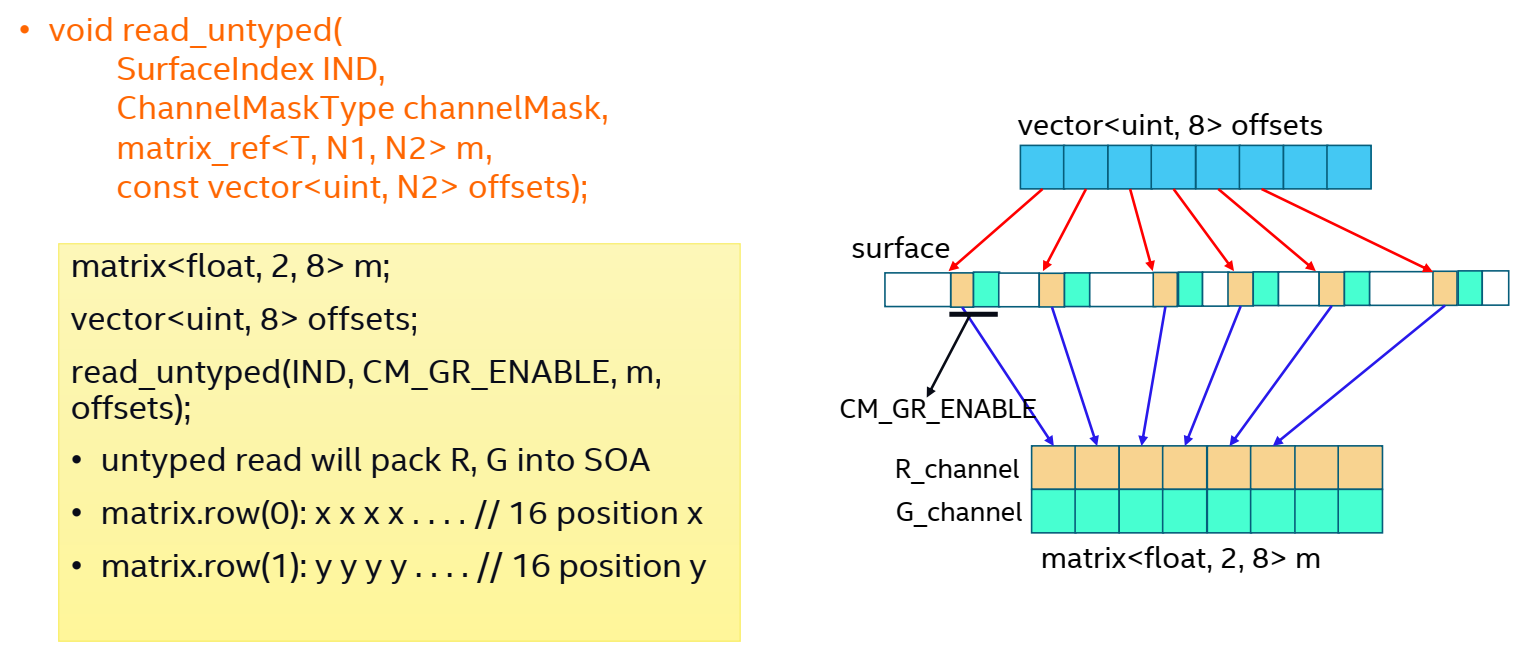 • void read_untyped(
SurfaceIndex IND,
ChannelMaskType channelMask,
matrix_ref<T, N1, N2> m,
const vector<uint, N2> offsets);
matrix<float, 2, 8> m;
vector<uint, 8> offsets;
read_untyped(IND, CM_GR_ENABLE, m,
offsets);
• untyped read will pack R, G into SOA
• matrix.row(0): x x x x . . . . // 16 position x
• matrix.row(1): y y y y . . . . // 16 position y
vector<uint, 8> offsets
surface
CM_GR_ENABLE
R_channel
G_channel
matrix<float, 2, 8> m